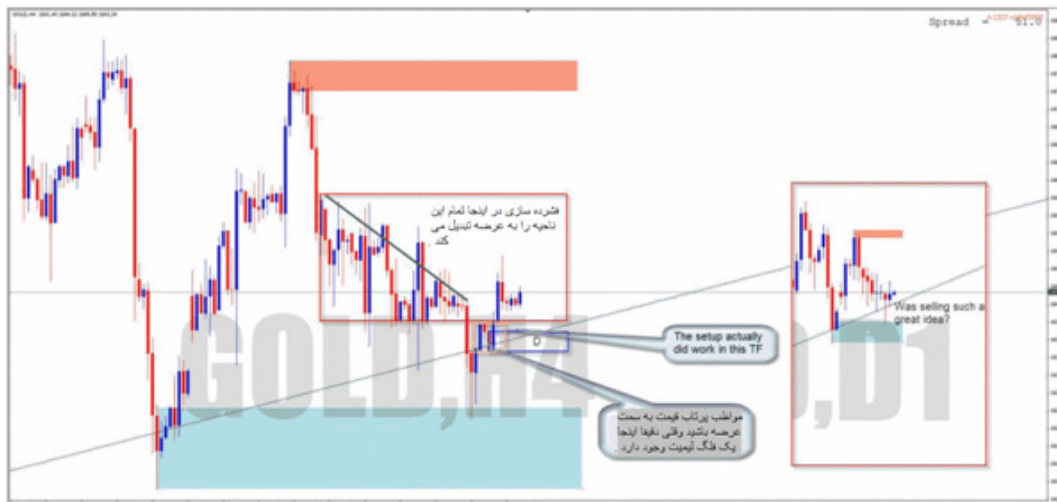 Spread = 51.0
فشرده سازی در اینجا تمام این
ناحیه را به عرضه تبدیل می
کند .
Was selling such a
great idea?
The setup actually
did work in this TF
D
مواظب پرتاب قیمت به سمت
عرضه باشید وقتی دقیقا اینجا
یک فلگ لیمیت وجود دارد .
GOLD,H4
D,D1